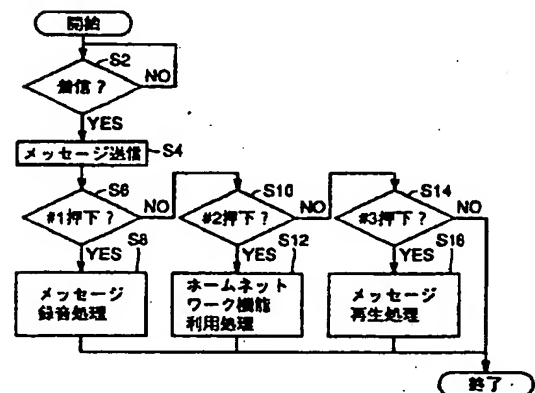 開始
S2
着信?
NO
YES
メッセージ送信
S4
S6
#1押下?
NO
YES
S8
メッセージ
録音処理
S10
#2押下?
NO
YES
S12
ホームネット
ワーク機能
利用処理
S14
#3押下?
NO
YES
S16
メッセージ
再生処理
終了